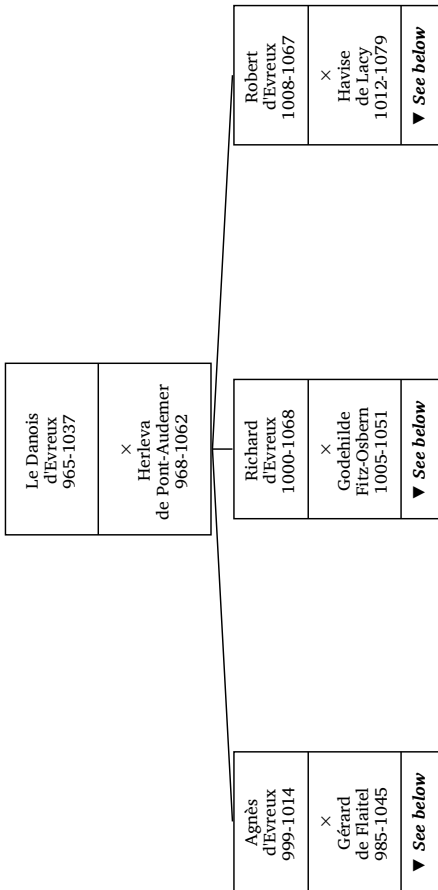 Le Danois
d'Evreux
965-1037
×
Herleva
de Pont-Audemer
968-1062
Agnès
d'Evreux
999-1014
×
Gérard
de Flaitel
985-1045
▼ See below
Richard
d'Evreux
1000-1068
×
Godehilde
Fitz-Osbern
1005-1051
▼ See below
Robert
d'Evreux
1008-1067
×
Havise
de Lacy
1012-1079
▼ See below